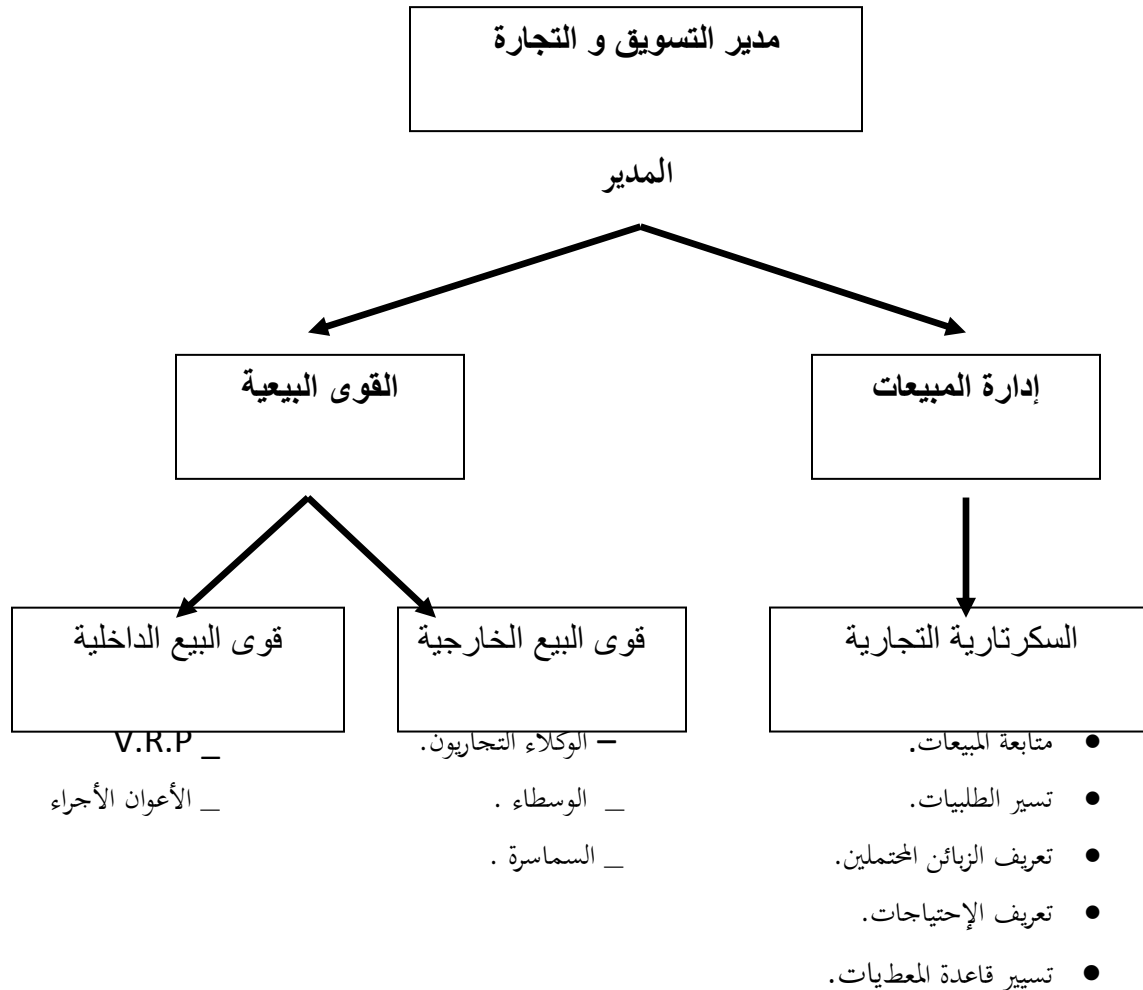 مدير التسويق و التجارة
المدير
إدارة المبيعات
القوى البيعية
السكرتارية التجارية
قوى البيع الخارجية
قوى البيع الداخلية
● متابعة المبيعات.
– الوكلاء التجاريون.
_ V.R.P
● تسير الطلبيات.
_ الوسطاء .
_ الأعوان الأجراء
● تعريف الزبائن المحتملين.
_ السماسرة .
● تعريف الإحتياجات.
● تسيير قاعدة المعطيات.